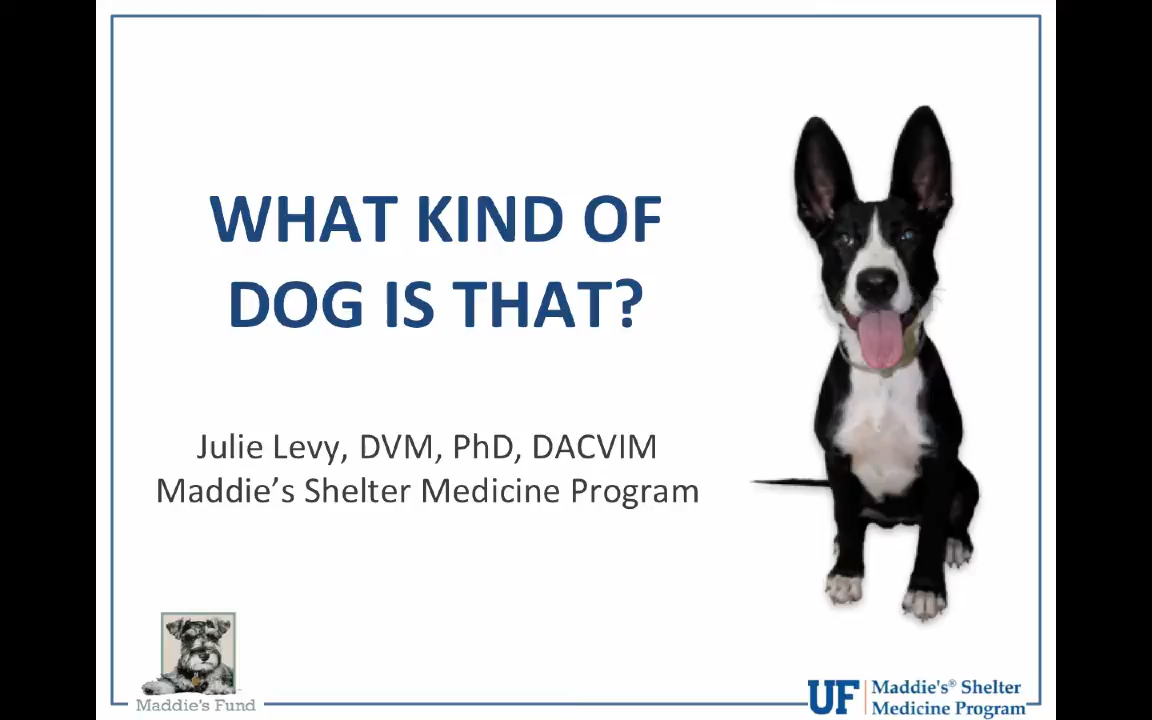 WHAT KIND OF
DOG IS THAT?
Julie Levy, DVM, PhD, DACVIM
Maddie’s Shelter Medicine Program
Maddie's Fund
UF
Maddie's® Shelter
Medicine Program